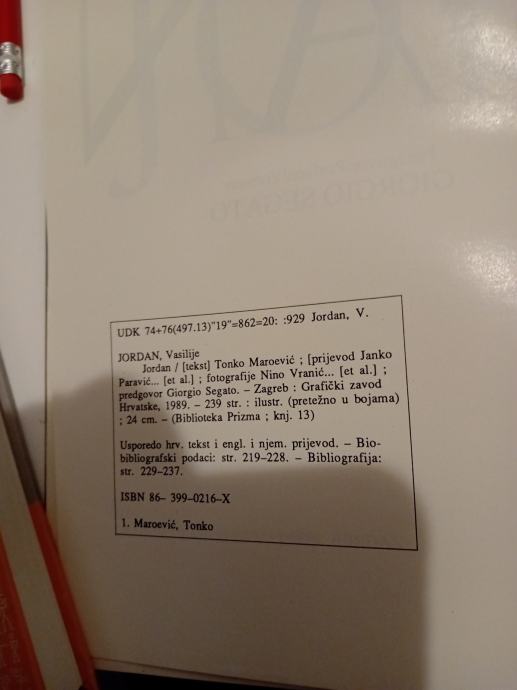 GIORGIO SEGATO
UDK 74+76(497.13)"19"=862=20: :929 Jordan, V.
JORDAN, Vasilije
Jordan / [tekst] Tonko Maroević ; [prijevod Janko
Paravić... [et al.] ; fotografije Nino Vranić... [et al.] ;
predgovor Giorgio Segato. – Zagreb : Grafički zavod
Hrvatske, 1989. – 239 str. : ilustr. (pretežno u bojama)
; 24 cm. – (Biblioteka Prizma ; knj. 13)
Usporedo hrv. tekst i engl. i njem. prijevod. – Bio-
bibliografski podaci: str. 219–228. – Bibliografija:
str. 229–237.
ISBN 86– 399–0216–X
1. Maroević, Tonko